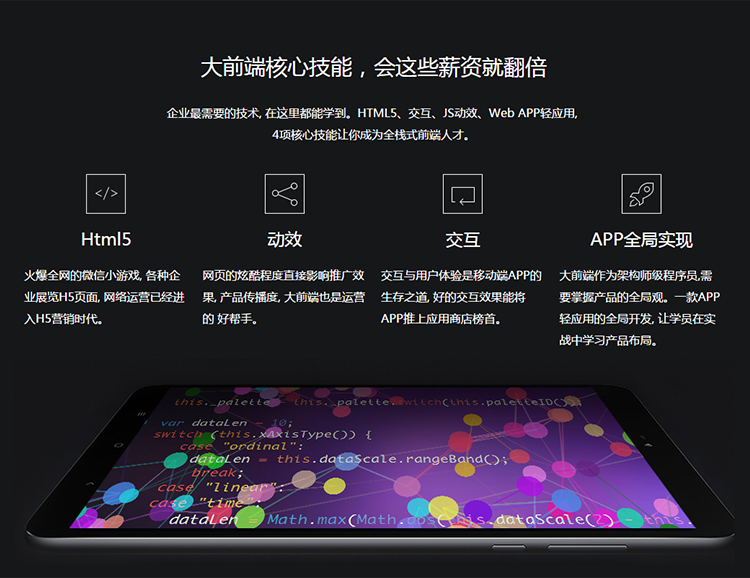 大前端核心技能，会这些薪资就翻倍
企业最需要的技术, 在这里都能学到。HTML5、交互、JS动效、Web APP轻应用,
4项核心技能让你成为全栈式前端人才。
</>
Html5
火爆全网的微信小游戏, 各种企
业展览H5页面, 网络运营已经进
入H5营销时代。
动效
网页的炫酷程度直接影响推广效
果, 产品传播度, 大前端也是运营
的 好帮手。
交互
交互与用户体验是移动端APP的
生存之道, 好的交互效果能将
APP推上应用商店榜首。
APP全局实现
大前端作为架构师级程序员,需
要掌握产品的全局观。一款APP
轻应用的全局开发, 让学员在实
战中学习产品布局。
this._palette = this._palette.switch(this.paletteID());
var dataLen = 10;
switch (this.xAxisType()) {
case "ordinal":
dataLen = this.dataScale.rangeBand();
break;
case "linear":
case "time":
dataLen = Math.max(Math.abs(this.dataScale(2) - this.